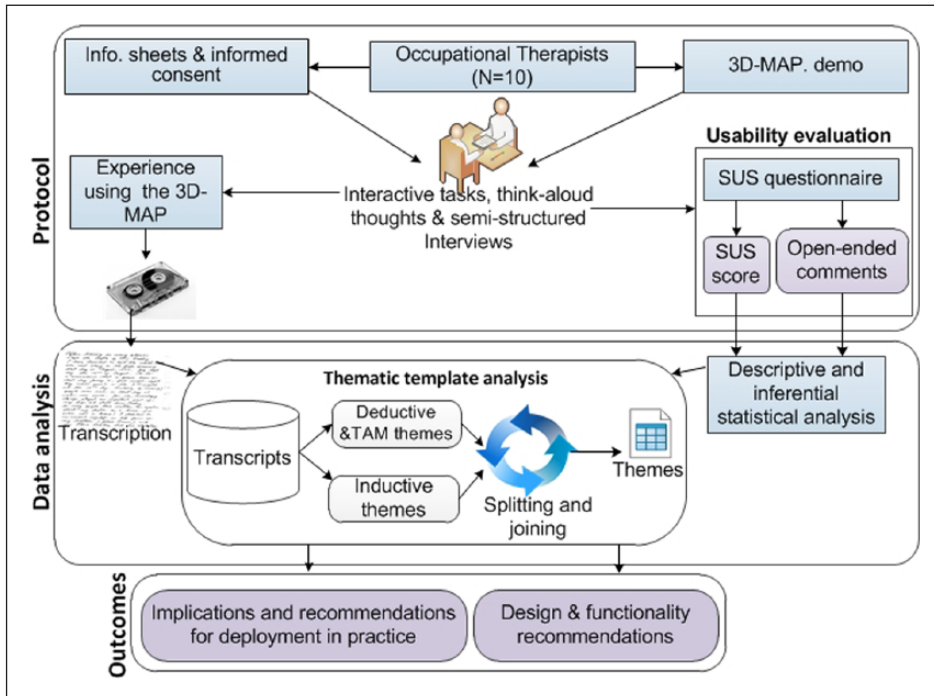 Protocol
Info. sheets & informed
consent
Occupational Therapists
(N=10)
3D-MAP. demo
Usability evaluation
Experience
using the 3D-
MAP
Interactive tasks, think-aloud
thoughts & semi-structured
Interviews
SUS questionnaire
SUS
score
Open-ended
comments
Data analysis
Transcription
Thematic template analysis
Transcripts
Deductive
&TAM themes
Inductive
themes
Splitting and
joining
Themes
Descriptive and
inferential
statistical analysis
Outcomes
Implications and recommendations
for deployment in practice
Design & functionality
recommendations